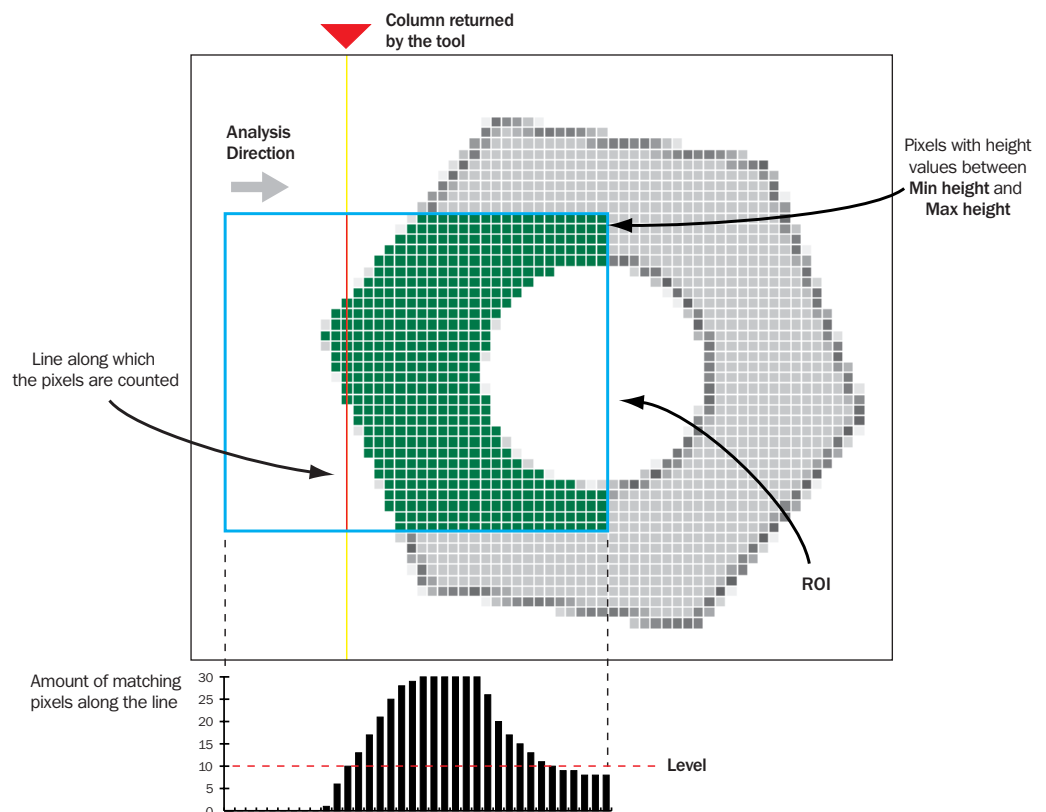 Column returned
by the tool
Analysis
Direction
Pixels with height
values between
Min height and
Max height
Line along which
the pixels are counted
ROI
Amount of matching
pixels along the line
30
25
20
15
10
5
0
Level